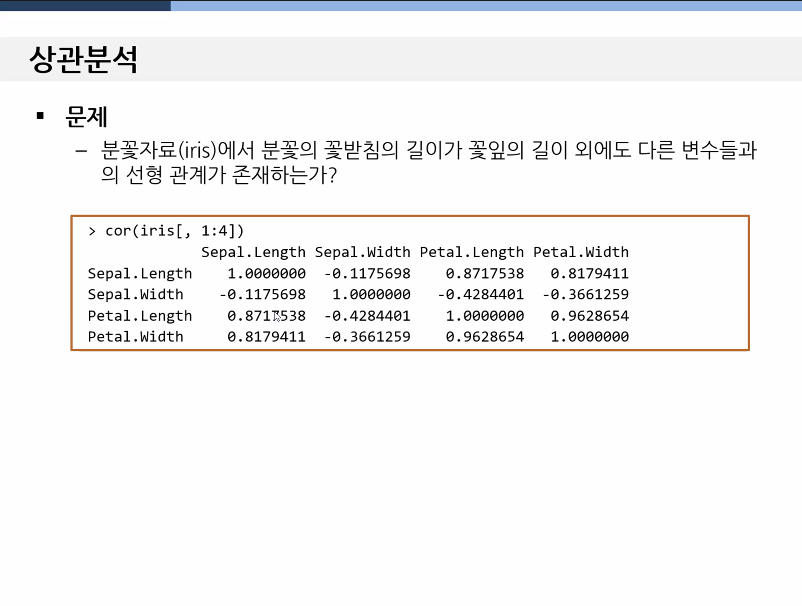 상관분석
▪ 문제
– 분꽃자료(iris)에서 분꽃의 꽃받침의 길이가 꽃잎의 길이 외에도 다른 변수들과
의 선형 관계가 존재하는가?
> cor(iris[, 1:4])
Sepal.Length Sepal.Width Petal.Length Petal.Width
Sepal.Length 1.0000000 -0.1175698 0.8717538 0.8179411
Sepal.Width -0.1175698 1.0000000 -0.4284401 -0.3661259
Petal.Length 0.8717538 -0.4284401 1.0000000 0.9628654
Petal.Width 0.8179411 -0.3661259 0.9628654 1.0000000